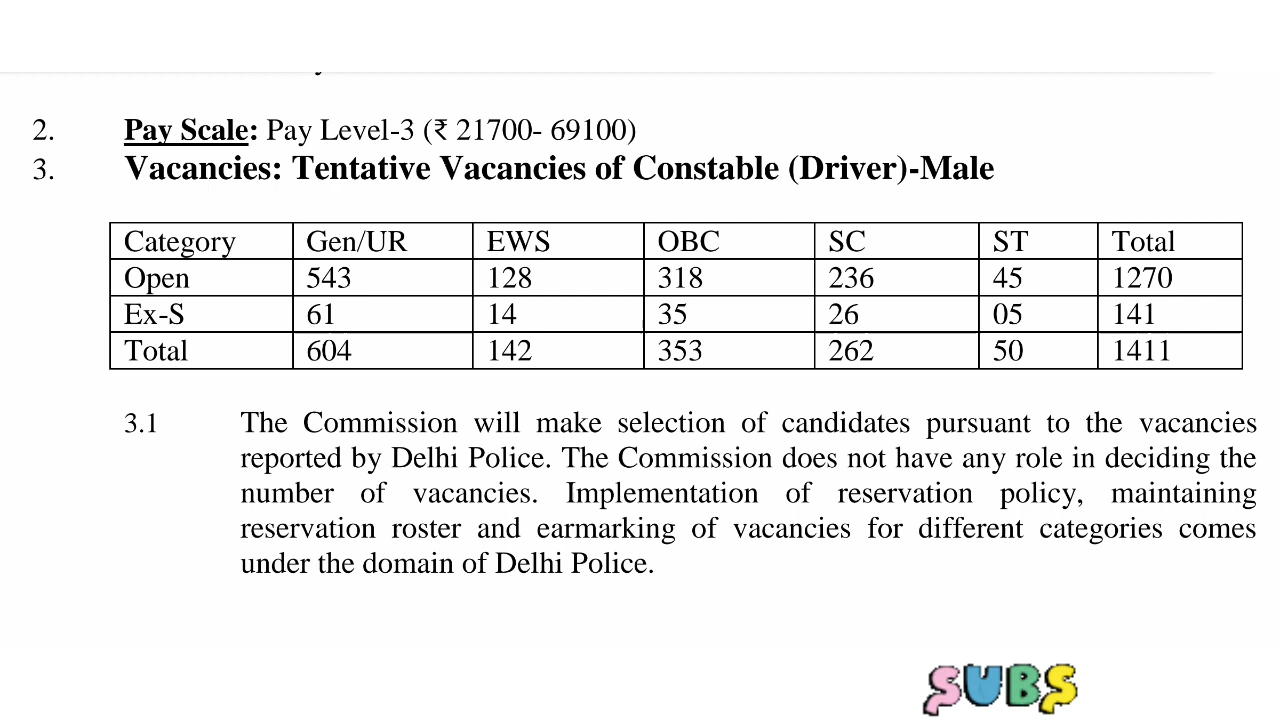 2. Pay Scale: Pay Level-3 (₹ 21700- 69100)
3. Vacancies: Tentative Vacancies of Constable (Driver)-Male
Category Gen/UR EWS OBC SC ST Total
Open 543 128 318 236 45 1270
Ex-S 61 14 35 26 05 141
Total 604 142 353 262 50 1411
3.1 The Commission will make selection of candidates pursuant to the vacancies
reported by Delhi Police. The Commission does not have any role in deciding the
number of vacancies. Implementation of reservation policy, maintaining
reservation roster and earmarking of vacancies for different categories comes
under the domain of Delhi Police.
SUBS